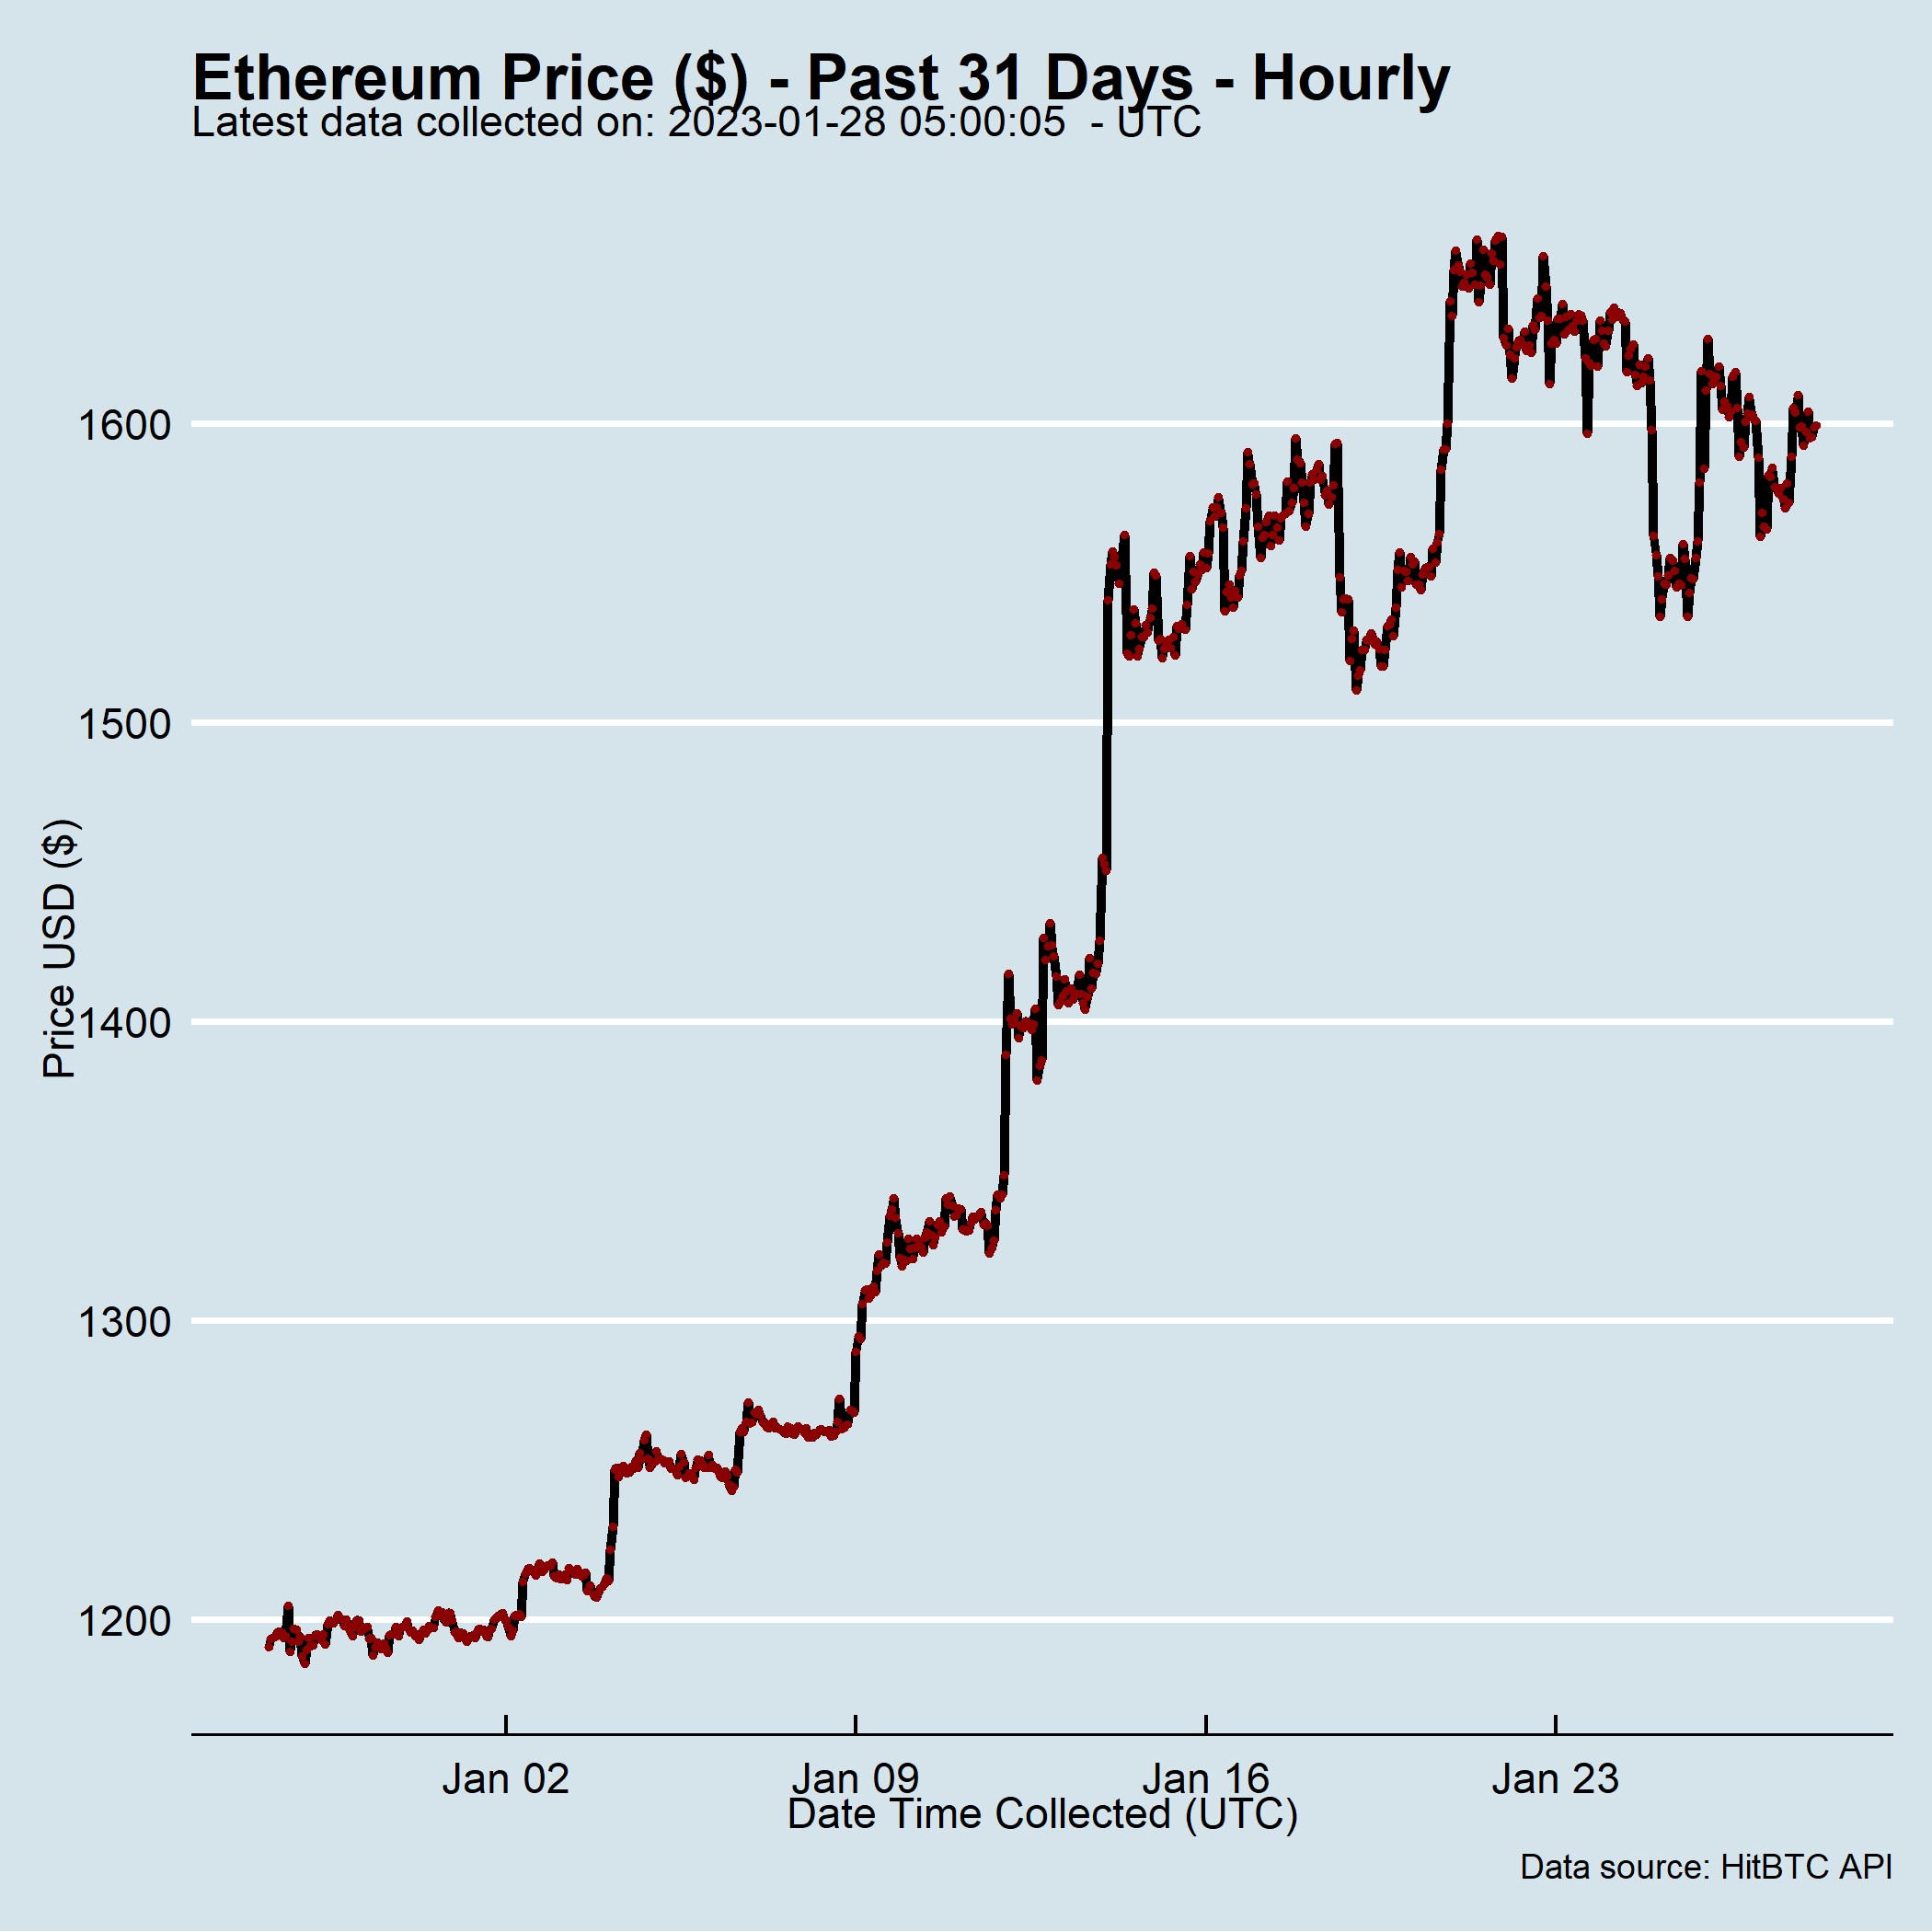 Ethereum Price ($) - Past 31 Days - Hourly
Latest data collected on: 2023-01-28 05:00:05  - UTC
Price USD ($)
1600
1500
1400
1300
1200
Jan 02
Jan 09
Jan 16
Jan 23
Date Time Collected (UTC)
Data source: HitBTC API